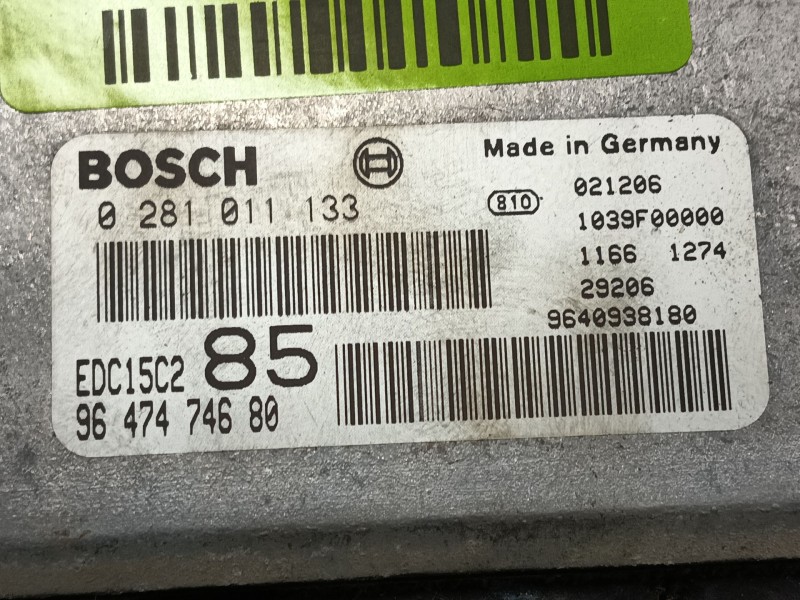 BOSCH
0 281 011 133
Made in Germany
810
021206
1039F00000
1166 1274
29206
9640938180
EDC15C2 85
96 474 746 80